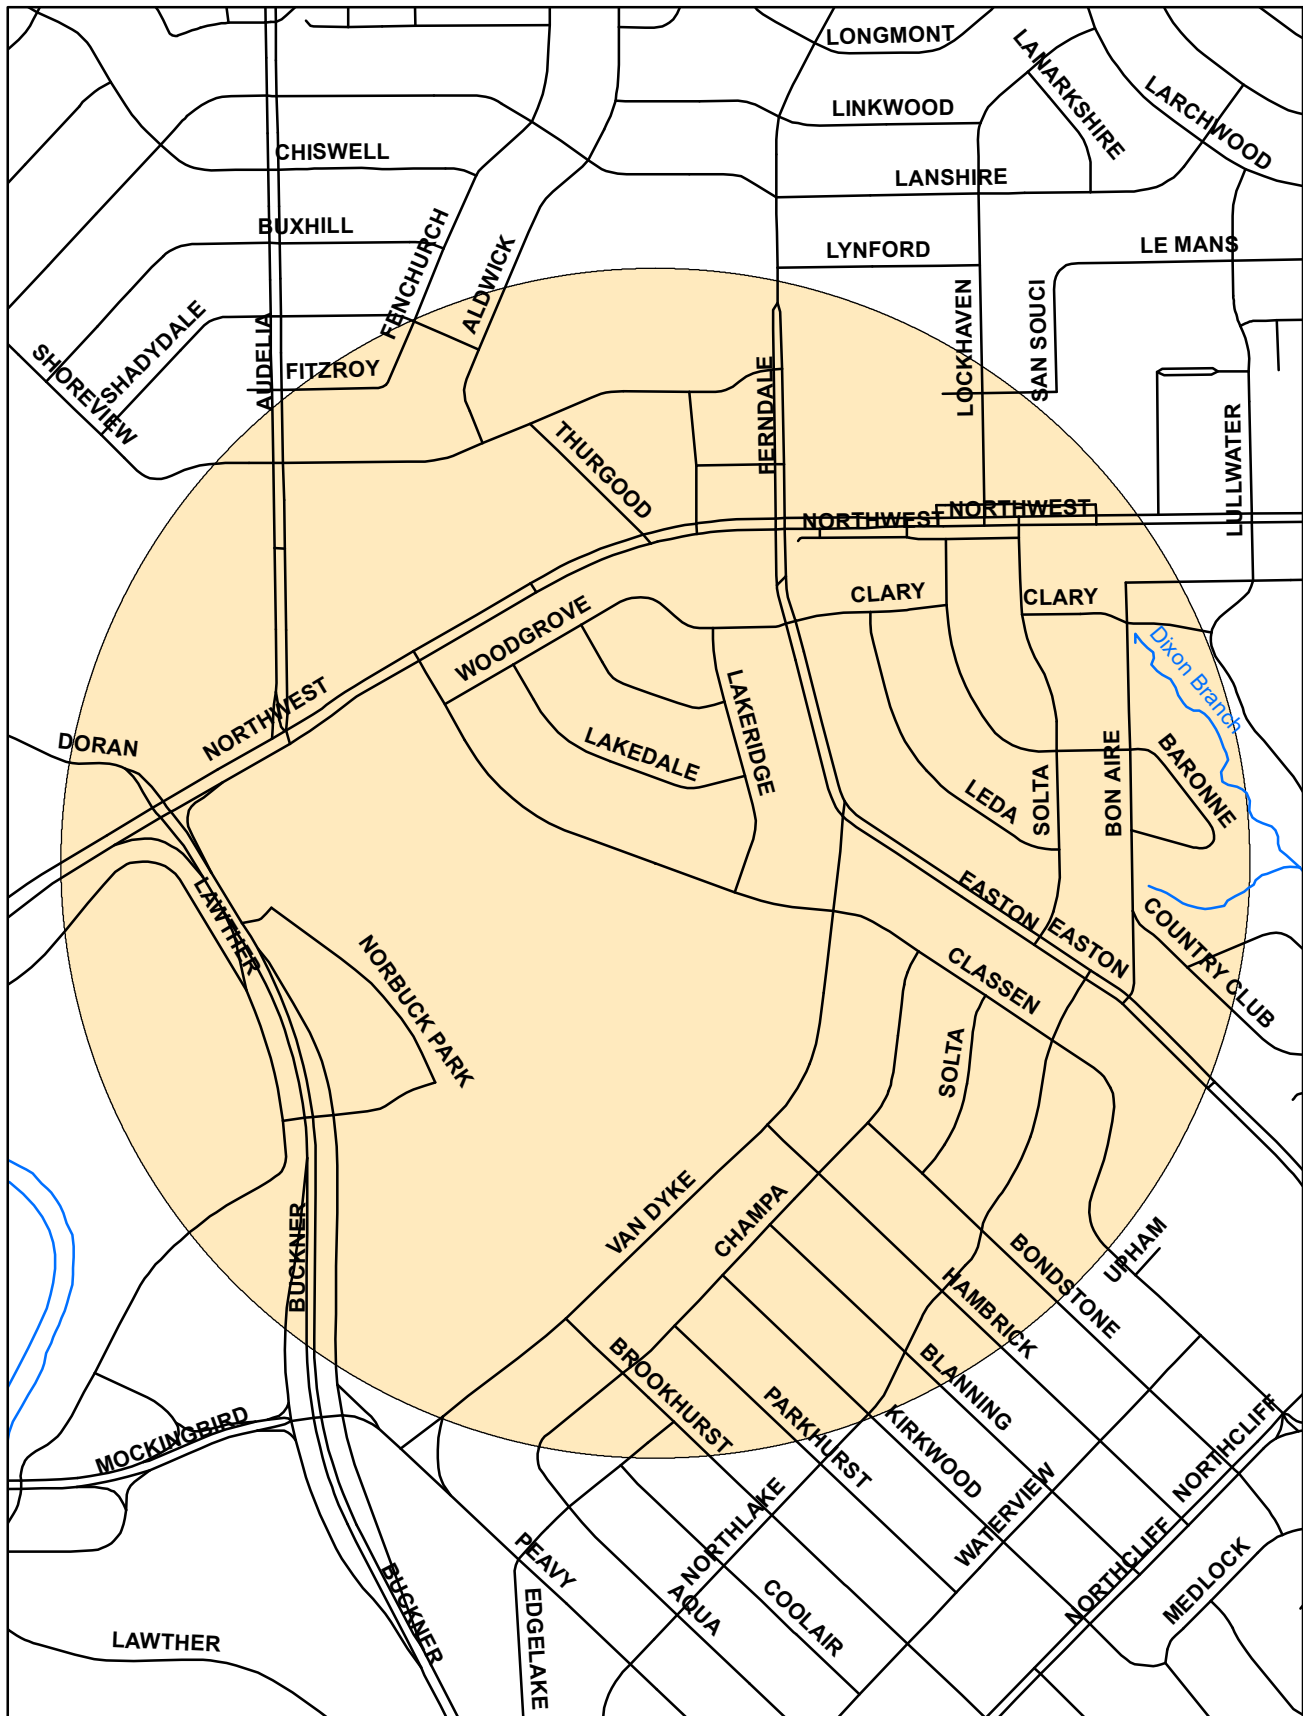 LONGMONT
LANARKSHIRE
LARCHWOOD
LINKWOOD
CHISWELL
LANSHIRE
BUXHILL
FENCHURCH
ALDWICK
LYNFORD
LE MANS
SHADYDALE
AUDELIA
LOCKHAVEN
SAN SOUCI
SHOREVIEW
FITZROY
FERNDALE
LULLWATER
THURGOOD
NORTHWEST
NORTHWEST
CLARY
CLARY
WOODGROVE
Dixon Branch
NORTHWEST
LAKERIDGE
DORAN
LAKEDALE
LEDA
SOLTA
BON AIRE
BARONNE
LAWTHER
EASTON
EASTON
COUNTRY CLUB
NORBUCK PARK
CLASSEN
SOLTA
VAN DYKE
CHAMPA
BUCKNER
BONDSTONE
UPHAM
HAMBRICK
BROOKHURST
BLANNING
PARKHURST
KIRKWOOD
MOCKINGBIRD
NORTHCLIFF
WATERVIEW
NORTHLAKE
PEAVY
NORTHCLIFF
MEDLOCK
BUCKNER
AQUA
COOLAIR
EDGELAKE
LAWTHER